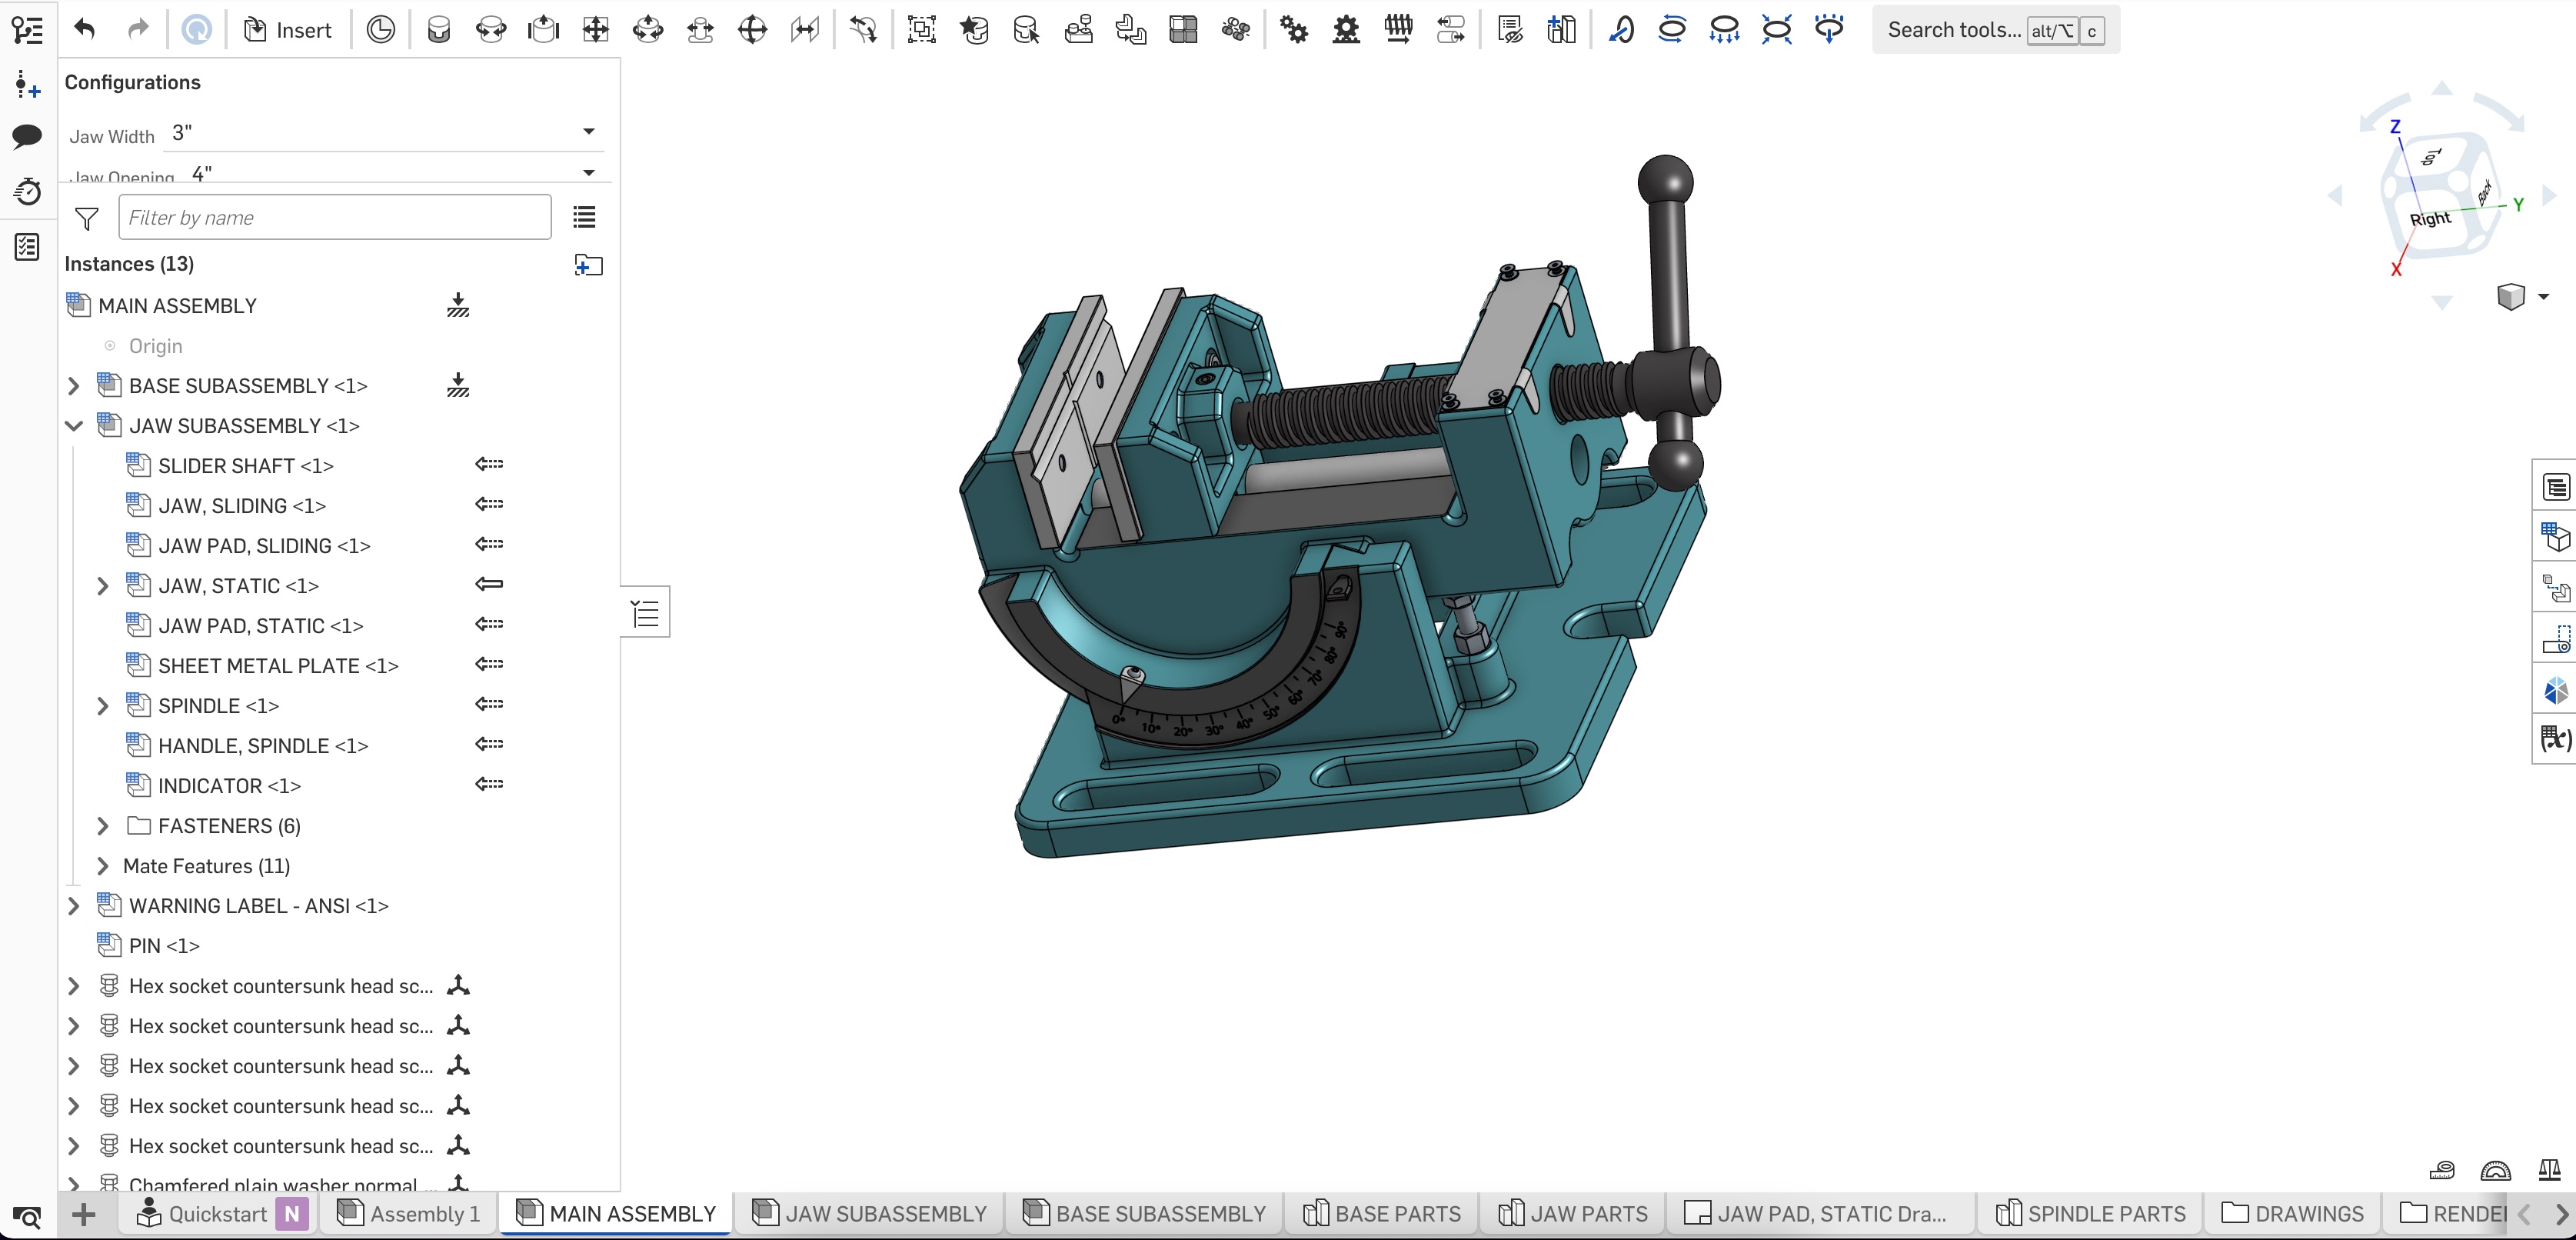 Insert
Search tools... alt/⌥ c
Configurations
Jaw Width 3"
Jaw Opening 4"
Filter by name
Instances (13)
MAIN ASSEMBLY
Origin
BASE SUBASSEMBLY <1>
JAW SUBASSEMBLY <1>
SLIDER SHAFT <1>
JAW, SLIDING <1>
JAW PAD, SLIDING <1>
JAW, STATIC <1>
JAW PAD, STATIC <1>
SHEET METAL PLATE <1>
SPINDLE <1>
HANDLE, SPINDLE <1>
INDICATOR <1>
FASTENERS (6)
Mate Features (11)
WARNING LABEL - ANSI <1>
PIN <1>
Hex socket countersunk head sc...
Hex socket countersunk head sc...
Hex socket countersunk head sc...
Hex socket countersunk head sc...
Hex socket countersunk head sc...
Chamfered plain washer normal ...
0° 10° 20° 30° 40° 50° 60° 70° 80° 90°
Z
Top
Back
Right
Y
X
(x)
Quickstart N
Assembly 1
MAIN ASSEMBLY
JAW SUBASSEMBLY
BASE SUBASSEMBLY
BASE PARTS
JAW PARTS
JAW PAD, STATIC Dra...
SPINDLE PARTS
DRAWINGS
RENDEI